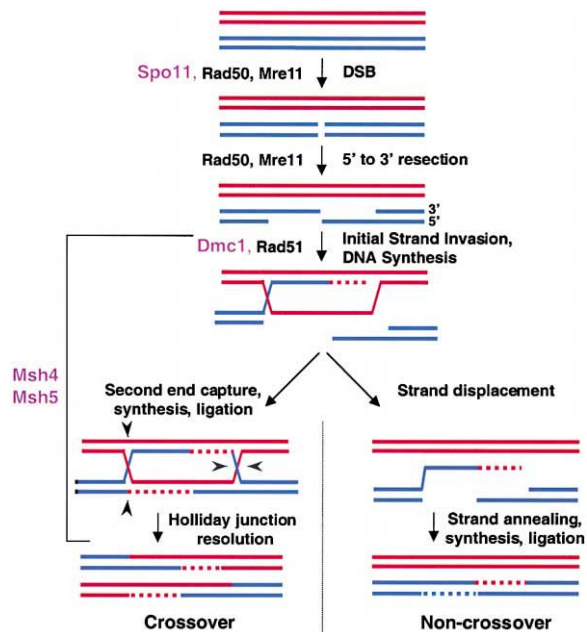 Spo11, Rad50, Mre11
DSB
Rad50, Mre11
5' to 3' resection
3'
5'
Dmc1, Rad51
Initial Strand Invasion,
DNA Synthesis
Msh4
Msh5
Second end capture,
synthesis, ligation
Strand displacement
Holliday junction
resolution
Strand annealing,
synthesis, ligation
Crossover
Non-crossover